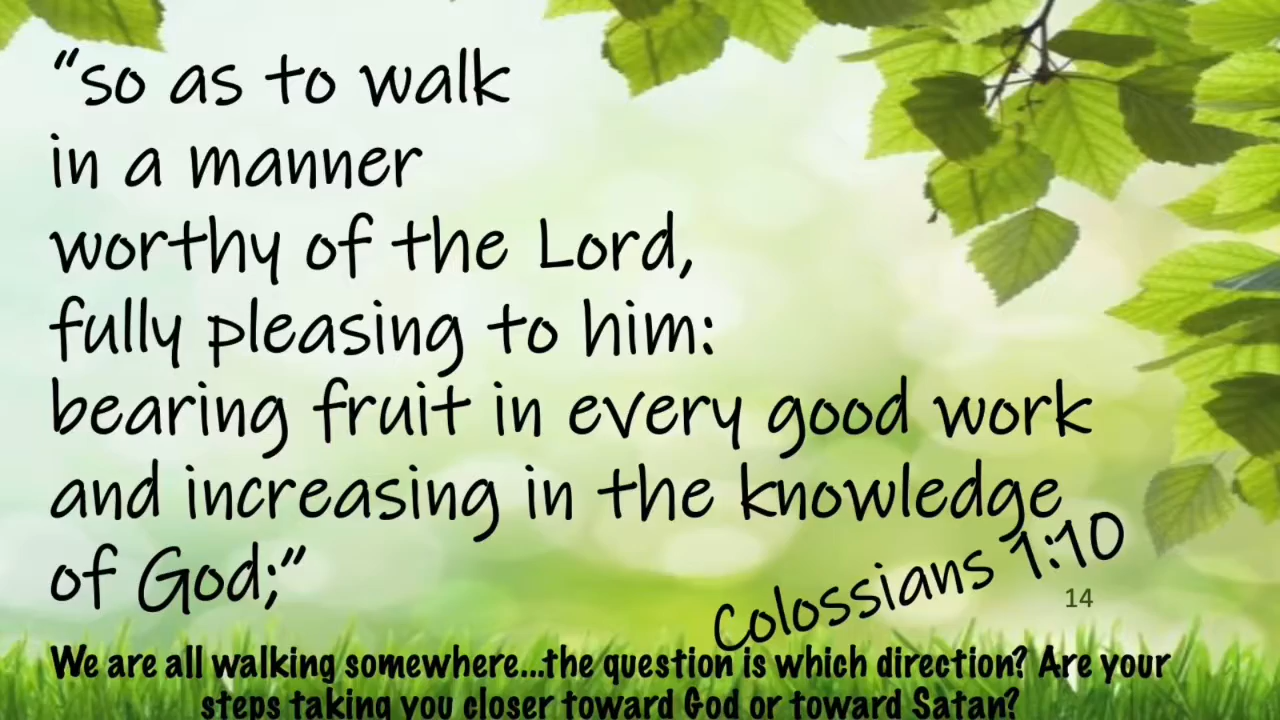 “so as to walk
in a manner
worthy of the Lord,
fully pleasing to him:
bearing fruit in every good work
and increasing in the knowledge
of God;”
Colossians 1:10
14
We are all walking somewhere...the question is which direction? Are your
steps taking you closer toward God or toward Satan?